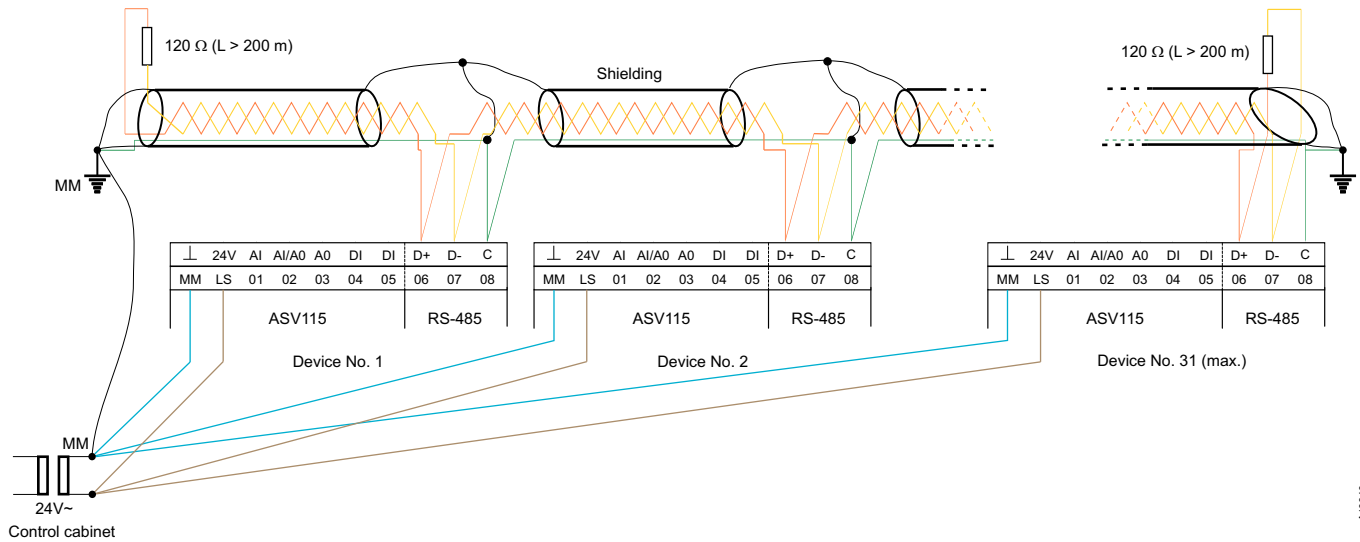 120 Ω (L > 200 m)
120 Ω (L > 200 m)
Shielding
MM
⊥ 24V AI AI/A0 A0 DI DI D+ D- C
MM LS 01 02 03 04 05 06 07 08
ASV115 RS-485
Device No. 1
⊥ 24V AI AI/A0 A0 DI DI D+ D- C
MM LS 01 02 03 04 05 06 07 08
ASV115 RS-485
Device No. 2
⊥ 24V AI AI/A0 A0 DI DI D+ D- C
MM LS 01 02 03 04 05 06 07 08
ASV115 RS-485
Device No. 31 (max.)
MM
24V~
Control cabinet